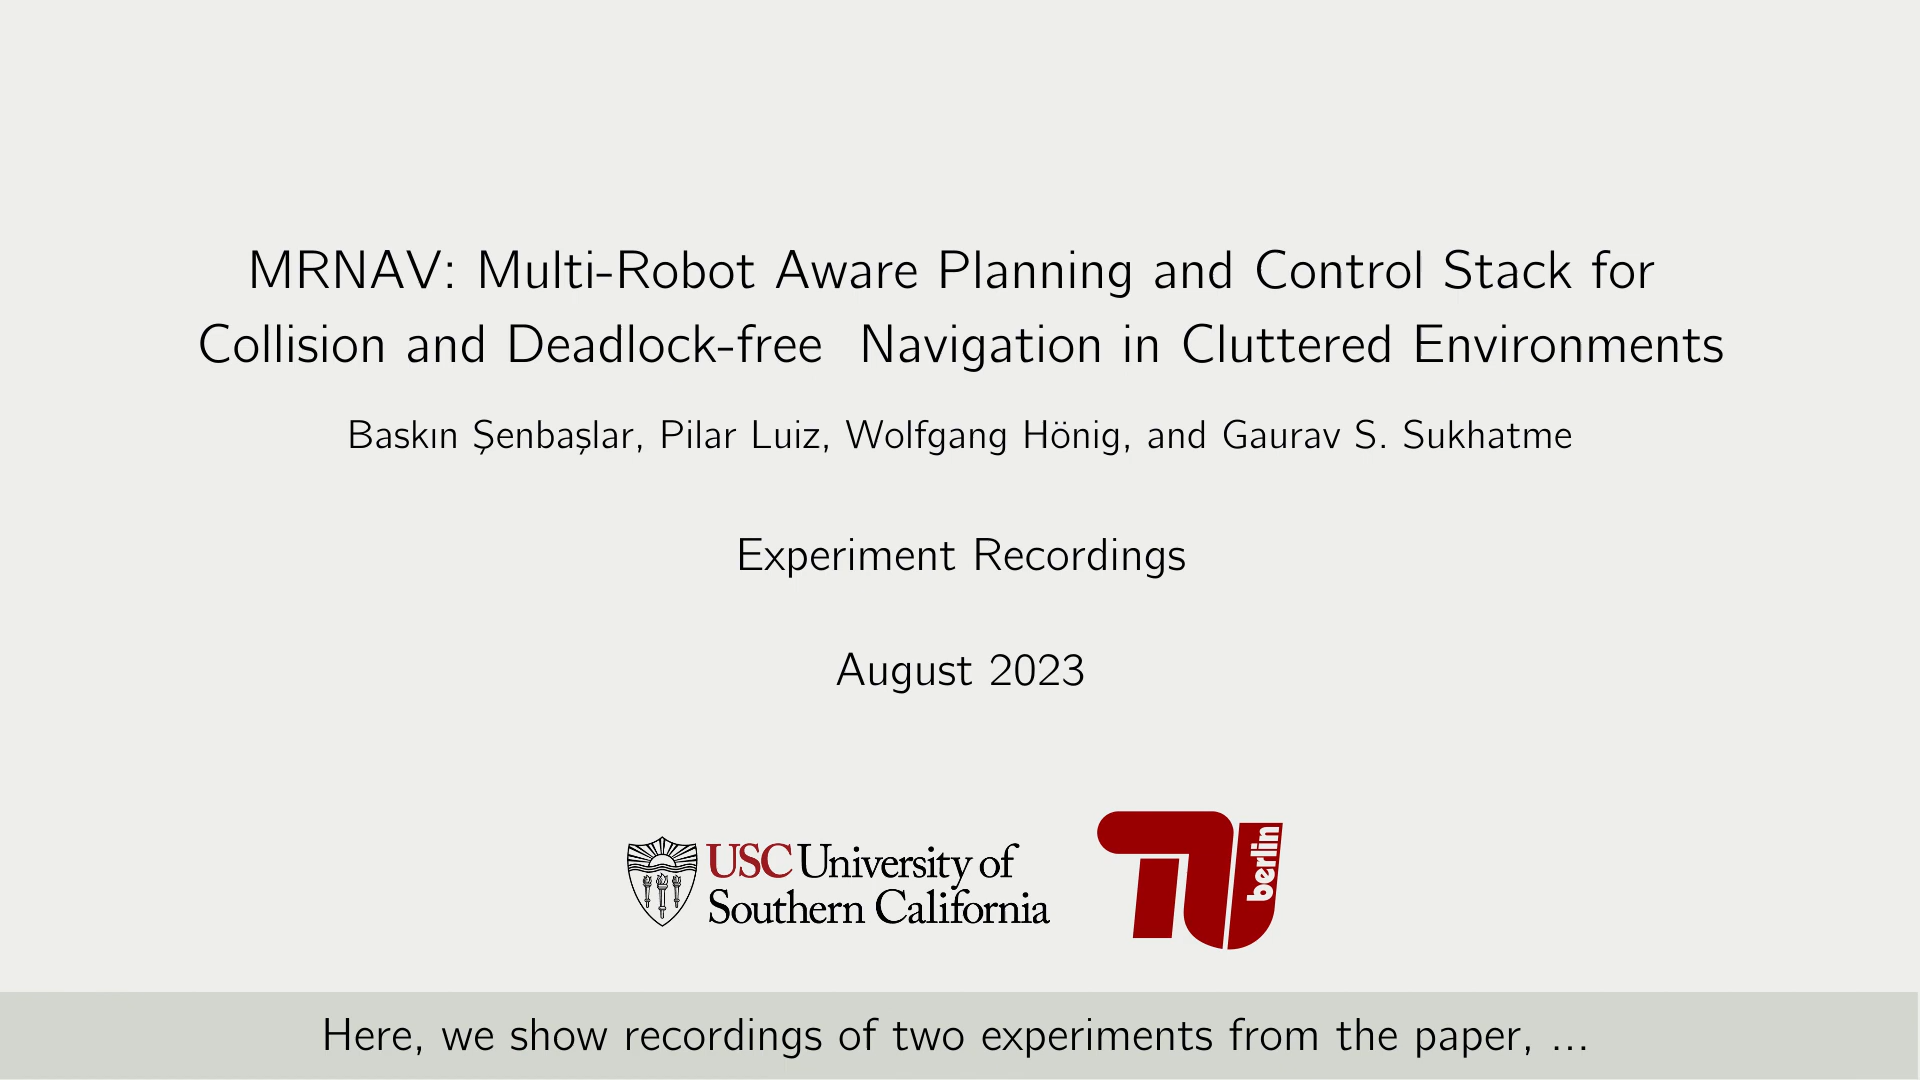 MRNAV: Multi-Robot Aware Planning and Control Stack for
Collision and Deadlock-free Navigation in Cluttered Environments
Baskın Şenbaşlar, Pilar Luiz, Wolfgang Hönig, and Gaurav S. Sukhatme
Experiment Recordings
August 2023
USC University of
Southern California
TU berlin
Here, we show recordings of two experiments from the paper, ...